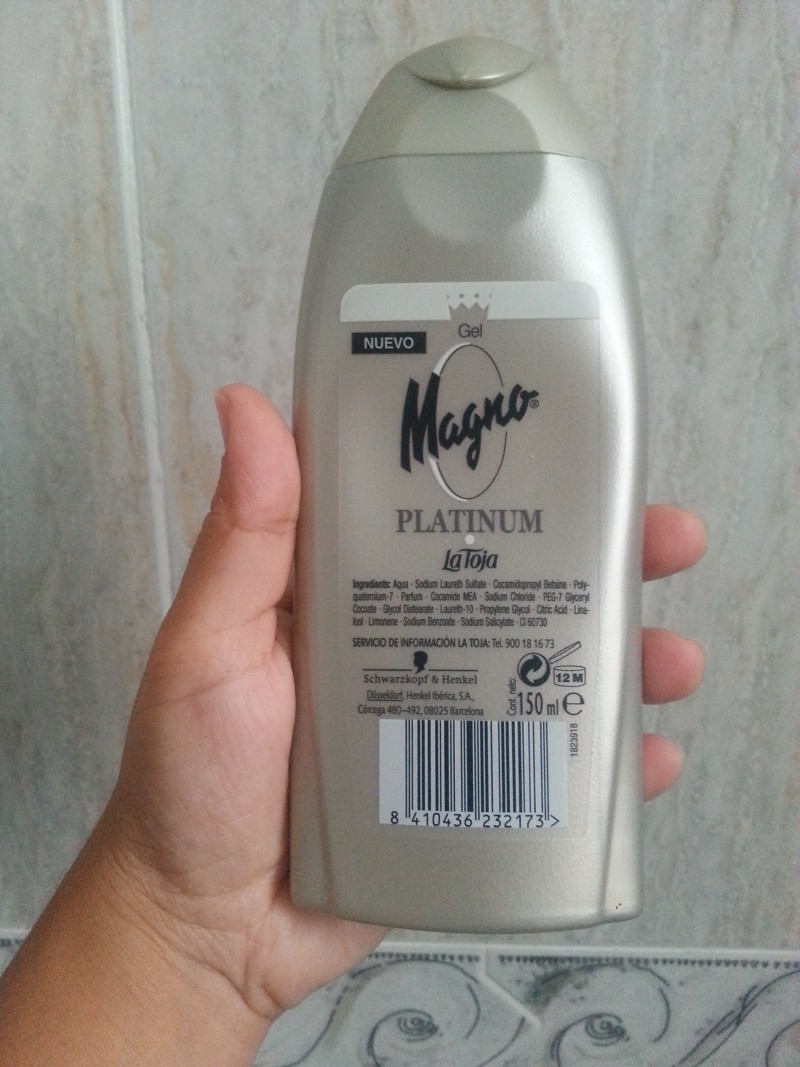 Gel
NUEVO
Magno®
PLATINUM
La Toja
Ingredients: Aqua · Sodium Laureth Sulfate · Cocamidopropyl Betaine · Poly-
quaternium-7 · Parfum · Cocamide MEA · Sodium Chloride · PEG-7 Glyceryl
Cocoate · Glycol Distearate · Laureth-10 · Propylene Glycol · Citric Acid · Lina-
lool · Limonene · Sodium Benzoate · Sodium Salicylate · CI 60730
SERVICIO DE INFORMACIÓN LA TOJA: Tel. 900 18 16 73
Schwarzkopf & Henkel
Düsseldorf, Henkel Ibérica, S.A.,
Córcega 480-492, 08025 Barcelona
12 M
Cont. neto:
150 ml e
1823918
8 410436 232173 >